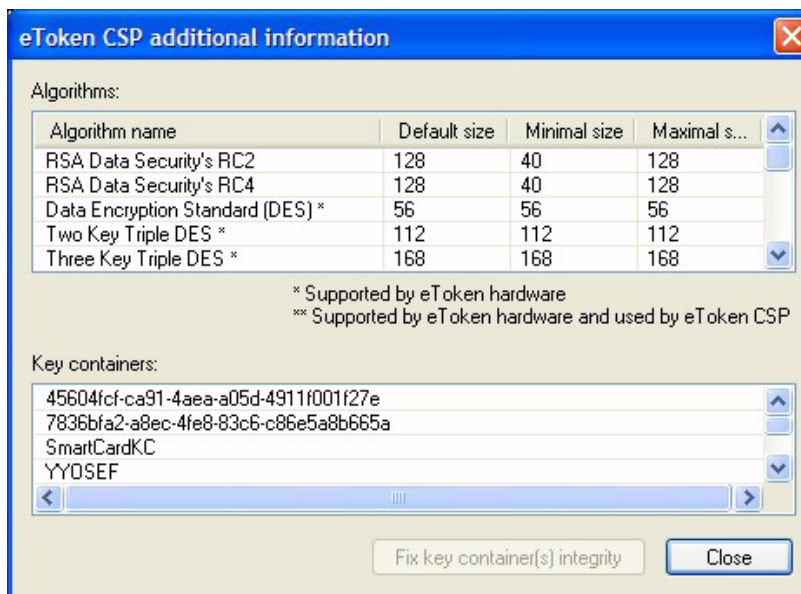 eToken CSP additional information
Algorithms:
Algorithm name Default size Minimal size Maximal s...
RSA Data Security's RC2 128 40 128
RSA Data Security's RC4 128 40 128
Data Encryption Standard (DES) * 56 56 56
Two Key Triple DES * 112 112 112
Three Key Triple DES * 168 168 168
* Supported by eToken hardware
** Supported by eToken hardware and used by eToken CSP
Key containers:
45604fcf-ca91-4aea-a05d-4911f001f27e
7836bfa2-a8ec-4fe8-83c6-c86e5a8b665a
SmartCardKC
YYOSEF
Fix key container(s) integrity Close